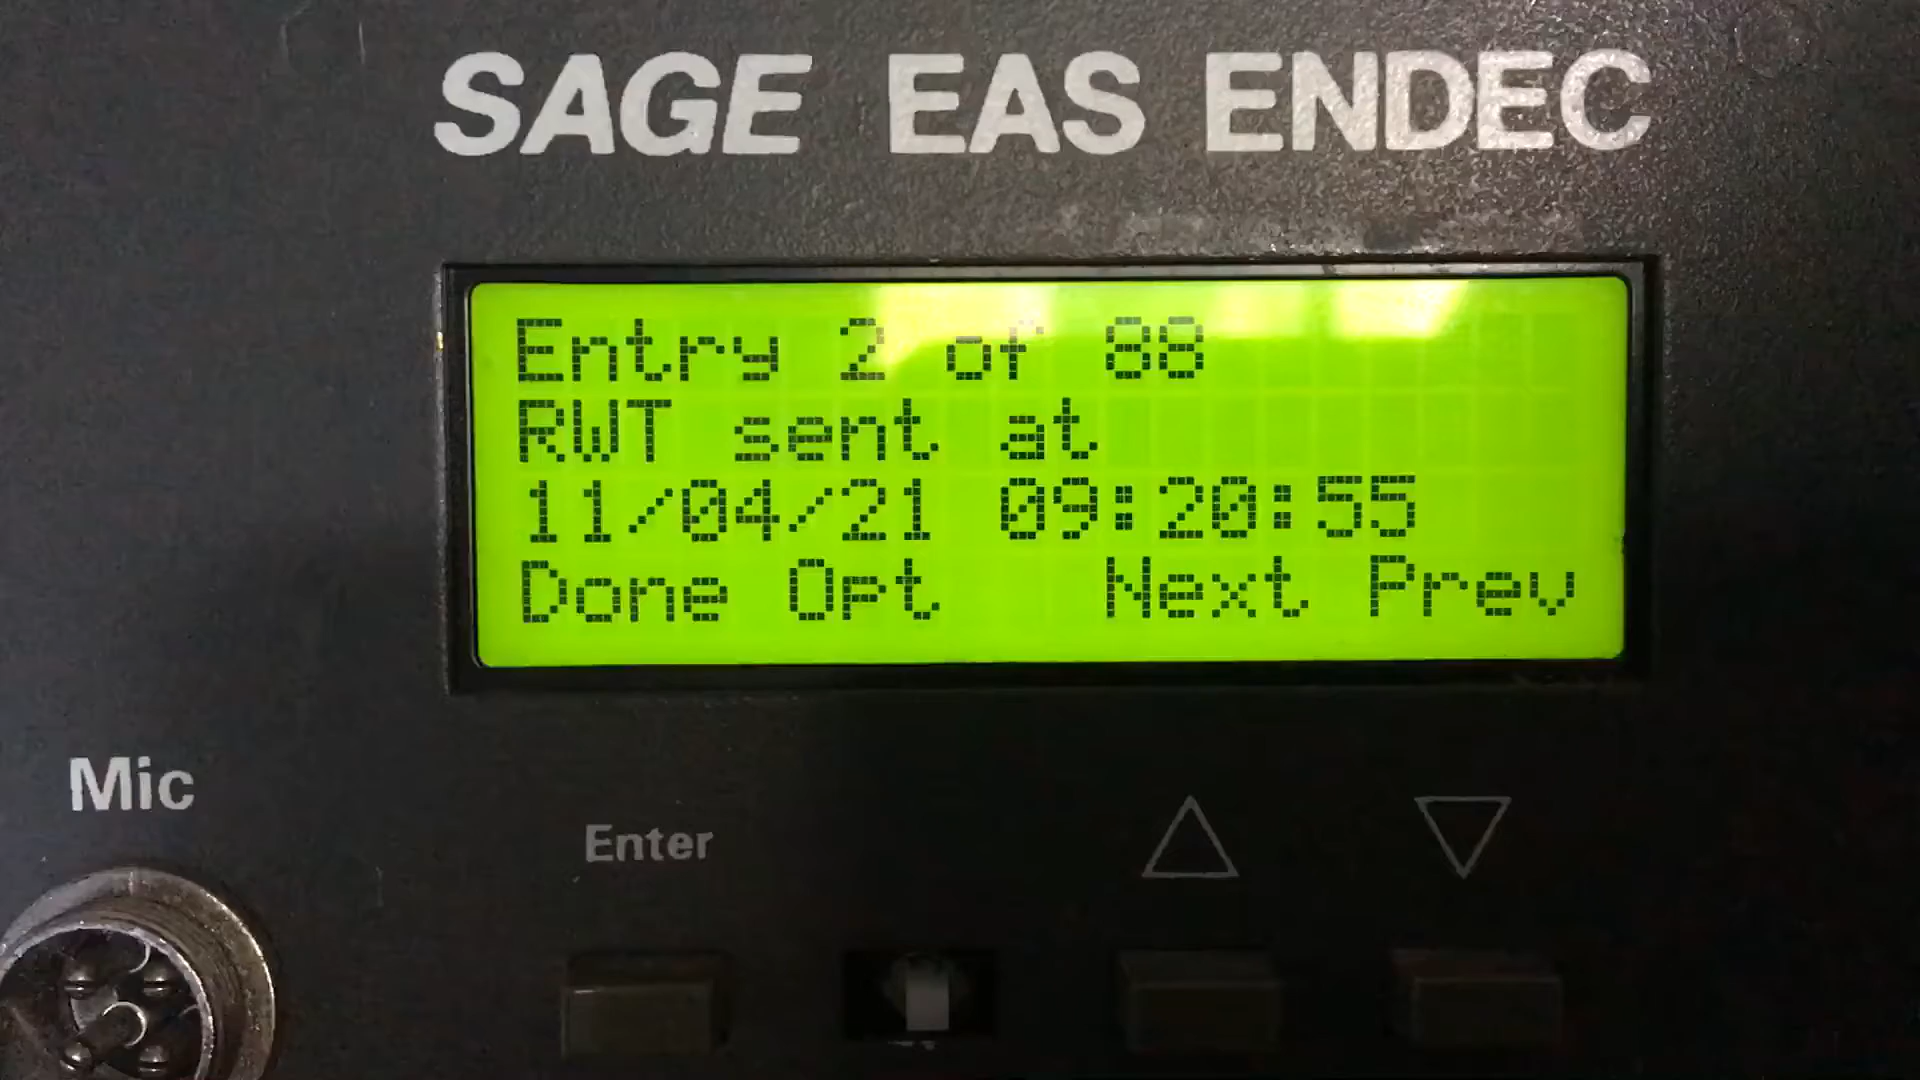 SAGE EAS ENDEC
Entry 2 of 88
RWT sent at
11/04/21 09:20:55
Done Opt Next Prev
Mic
Enter